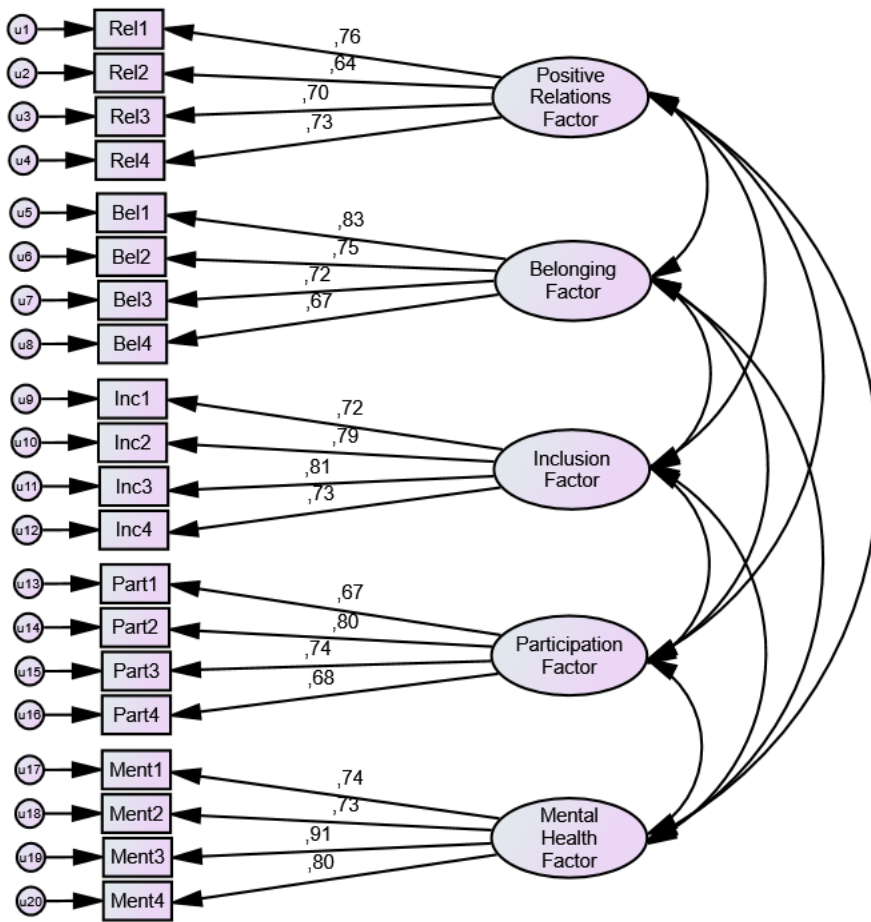 u1
Rel1
,76
u2
Rel2
,64
u3
Rel3
,70
u4
Rel4
,73
Positive
Relations
Factor
u5
Bel1
,83
u6
Bel2
,75
u7
Bel3
,72
u8
Bel4
,67
Belonging
Factor
u9
Inc1
,72
u10
Inc2
,79
u11
Inc3
,81
u12
Inc4
,73
Inclusion
Factor
u13
Part1
,67
u14
Part2
,80
u15
Part3
,74
u16
Part4
,68
Participation
Factor
u17
Ment1
,74
u18
Ment2
,73
u19
Ment3
,91
u20
Ment4
,80
Mental
Health
Factor